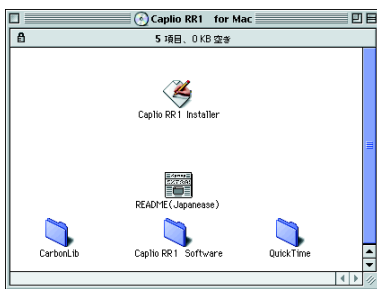 Caplio RR1 for Mac
5 項目、0 KB 空き
Caplio RR1 Installer
README(Japanease)
CarbonLib
Caplio RR1 Software
QuickTime